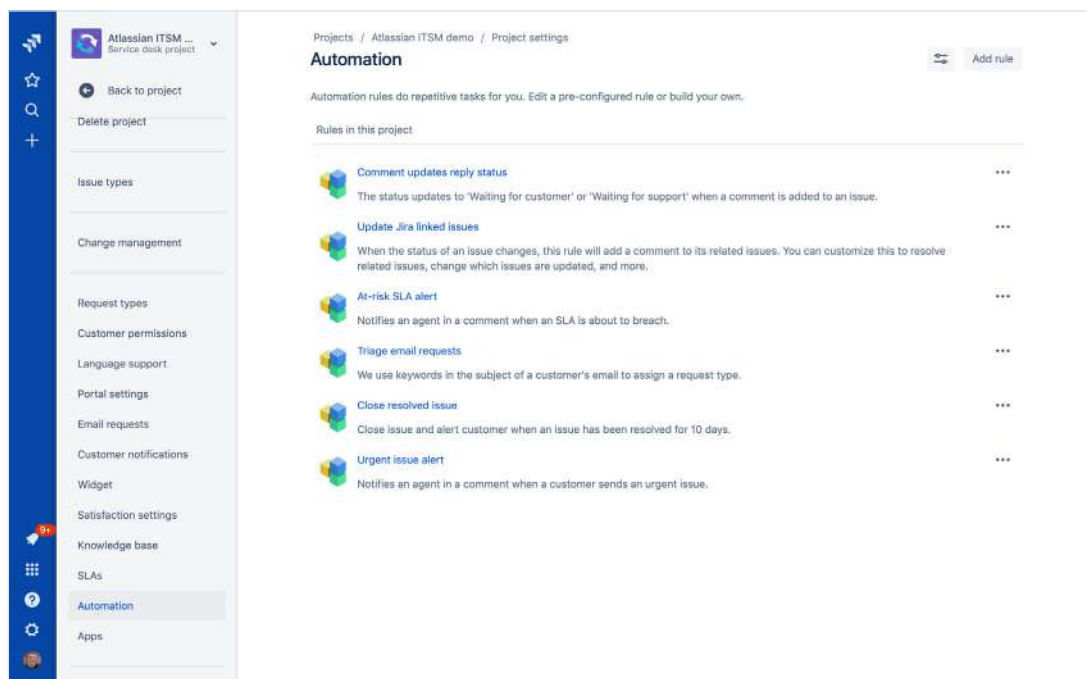 Atlassian ITSM ...
Service desk project
Back to project
Delete project
Issue types
Change management
Request types
Customer permissions
Language support
Portal settings
Email requests
Customer notifications
Widget
Satisfaction settings
Knowledge base
SLAs
Automation
Apps
9+
Projects / Atlassian ITSM demo / Project settings
Automation
Add rule
Automation rules do repetitive tasks for you. Edit a pre-configured rule or build your own.
Rules in this project
Comment updates reply status
The status updates to 'Waiting for customer' or 'Waiting for support' when a comment is added to an issue.
Update Jira linked issues
When the status of an issue changes, this rule will add a comment to its related issues. You can customize this to resolve
related issues, change which issues are updated, and more.
At-risk SLA alert
Notifies an agent in a comment when an SLA is about to breach.
Triage email requests
We use keywords in the subject of a customer's email to assign a request type.
Close resolved issue
Close issue and alert customer when an issue has been resolved for 10 days.
Urgent issue alert
Notifies an agent in a comment when a customer sends an urgent issue.